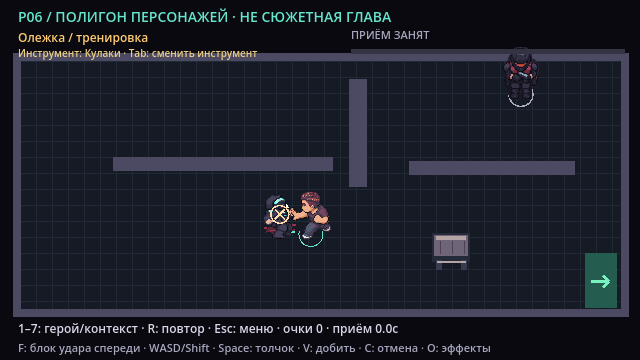 P06 / ПОЛИГОН ПЕРСОНАЖЕЙ · НЕ СЮЖЕТНАЯ ГЛАВА
Олежка / тренировка
ПРИЁМ ЗАНЯТ
Инструмент: Кулаки · Tab: сменить инструмент
1–7: герой/контекст · R: повтор · Esc: меню · очки 0 · приём 0.0с
F: блок удара спереди · WASD/Shift · Space: толчок · V: добить · C: отмена · O: эффекты